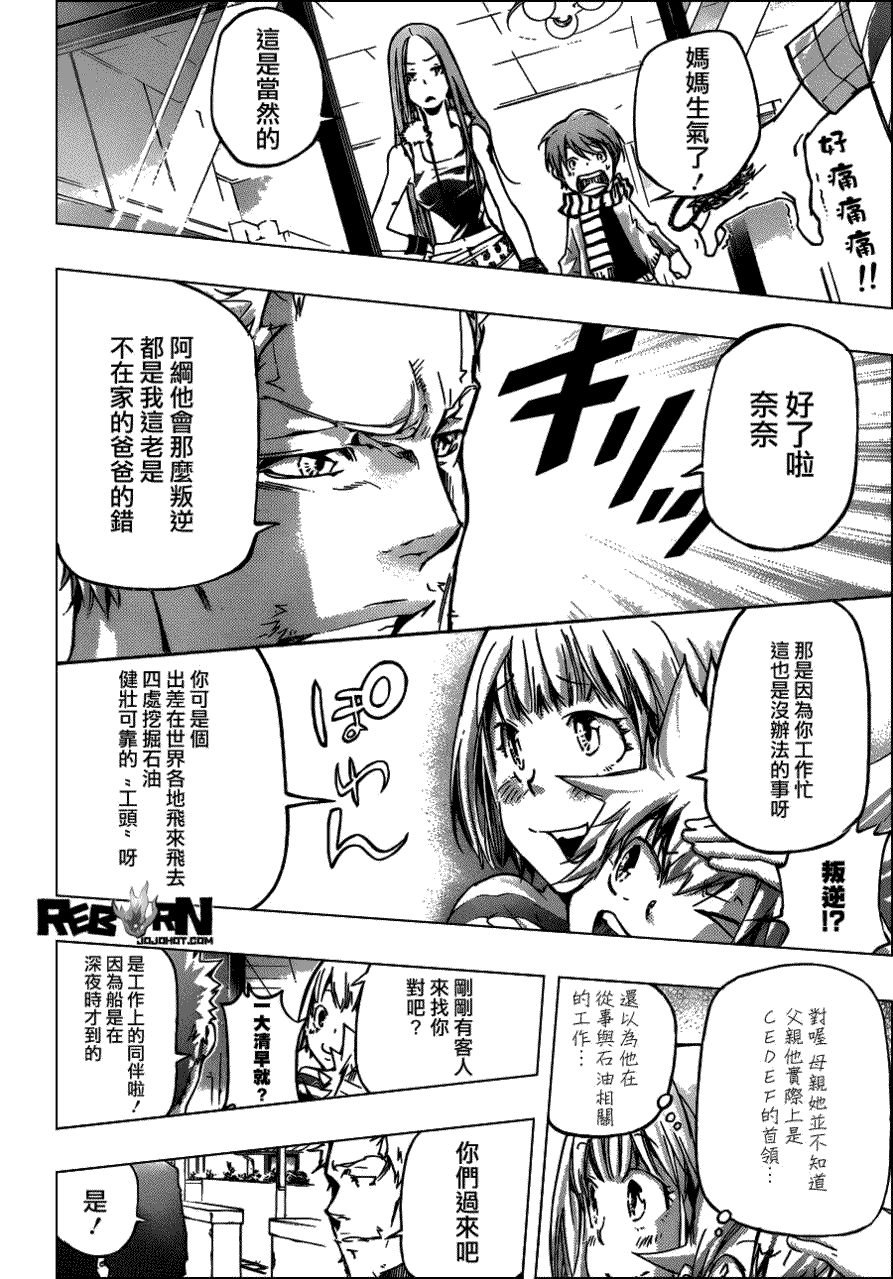 好痛痛痛!!
媽媽生氣了!
這是當然的
好了啦
奈奈
キリッ
阿綱他會那麼叛逆
都是我這老是
不在家的爸爸的錯
那是因為你工作忙
這也是沒辦法的事呀
叛逆!?
你可是個
出差在世界各地飛來飛去
四處挖掘石油
健壯可靠的〝工頭〞呀
REBORN
JOJOHOT.COM
對喔 母親她並不知道
父親他實際上是
CEDEF的首領…
還以為他在
從事與石油相關
的工作…
剛剛有客人
來找你
對吧?
一大清早就?
是工作上的同伴啦!
因為船是在
深夜時才到的
你們過來吧
是!